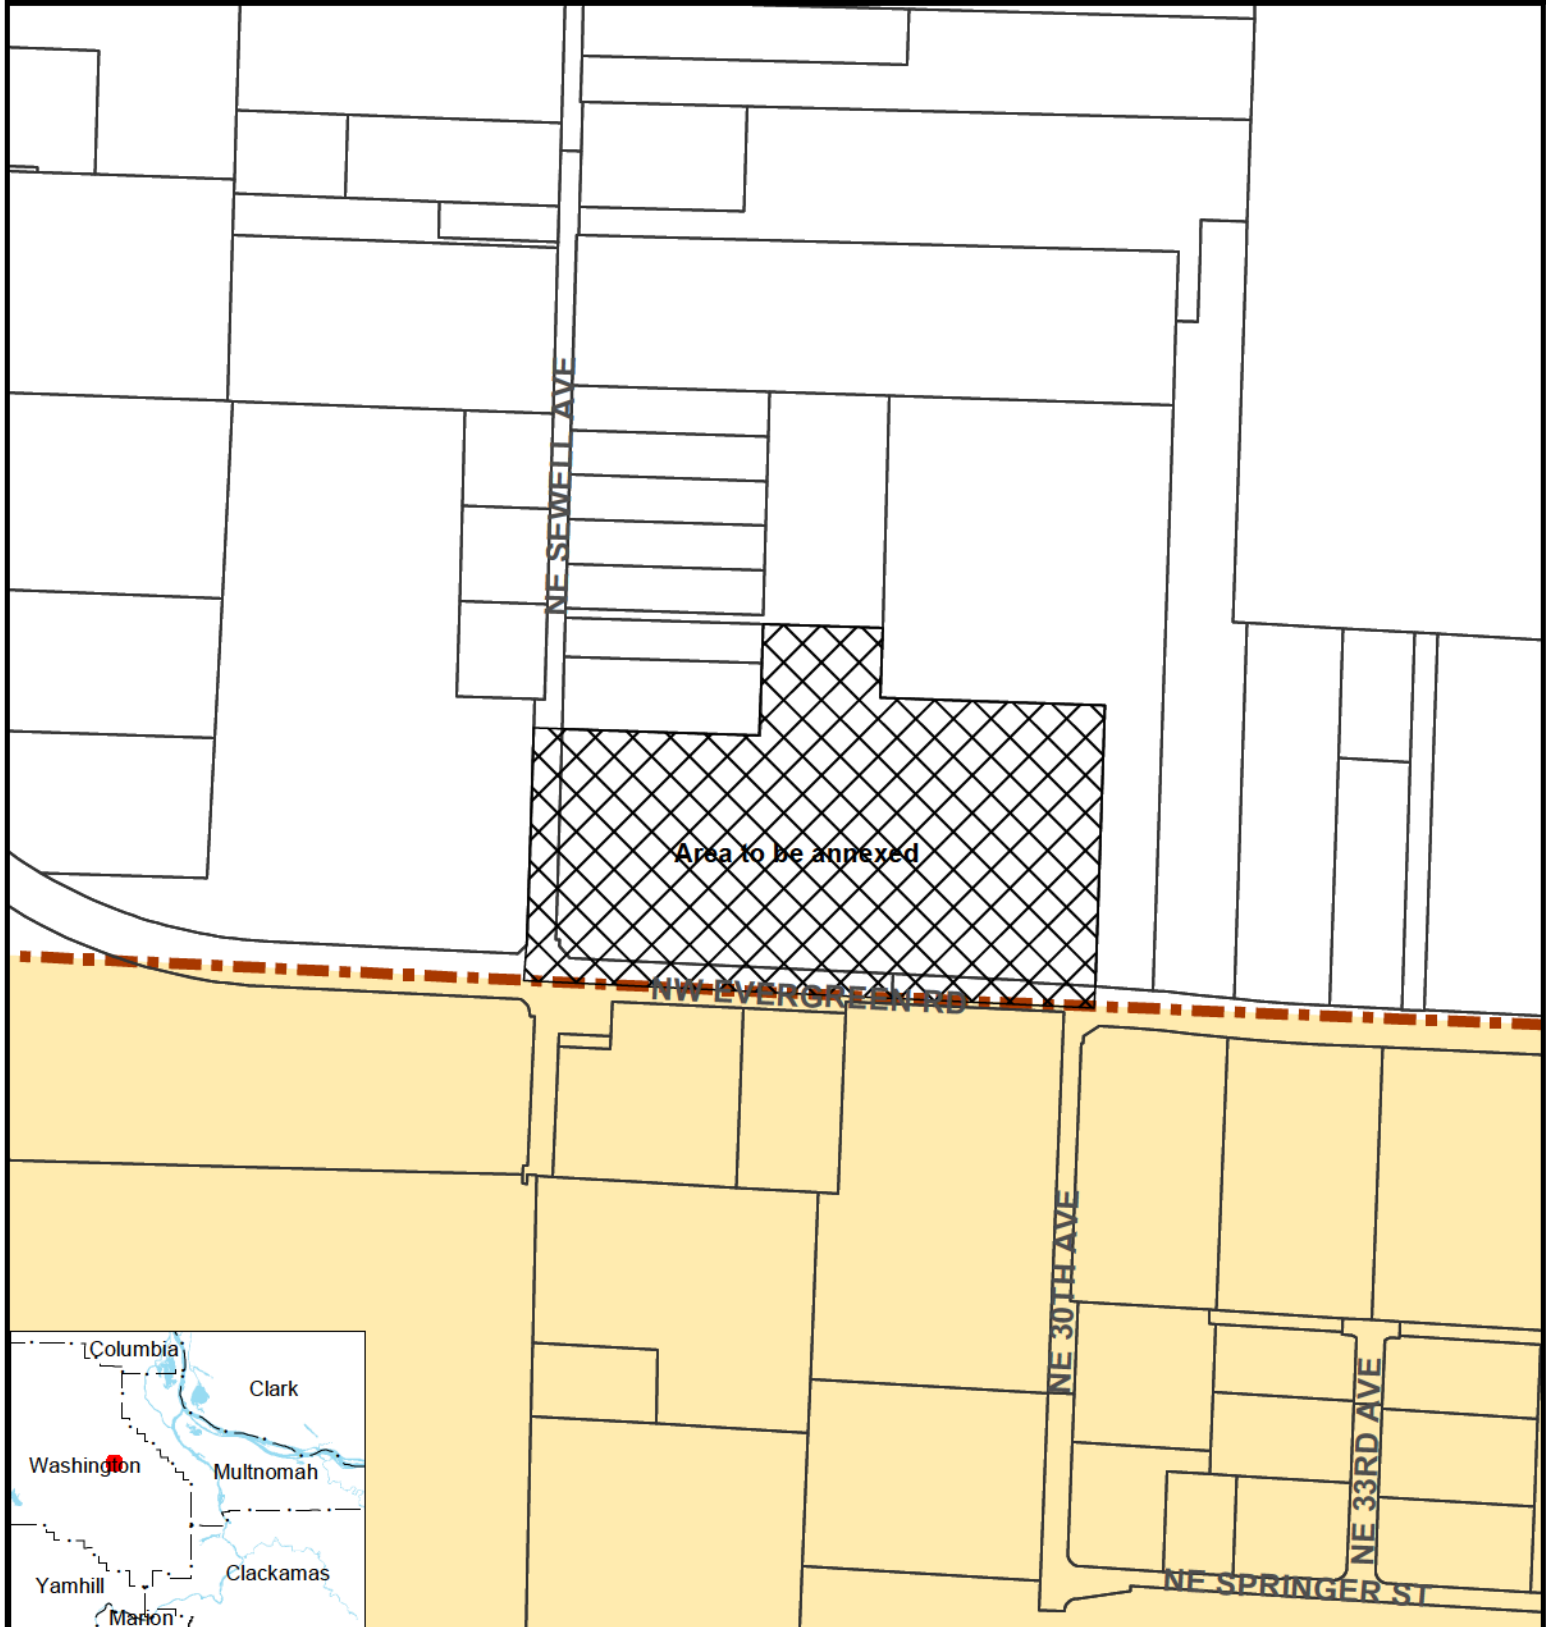 NE SEWELL AVE
Area to be annexed
NW EVERGREEN RD
NE 30TH AVE
NE 33RD AVE
NE SPRINGER ST
Columbia
Clark
Washington
Multnomah
Yamhill
Clackamas
Marion